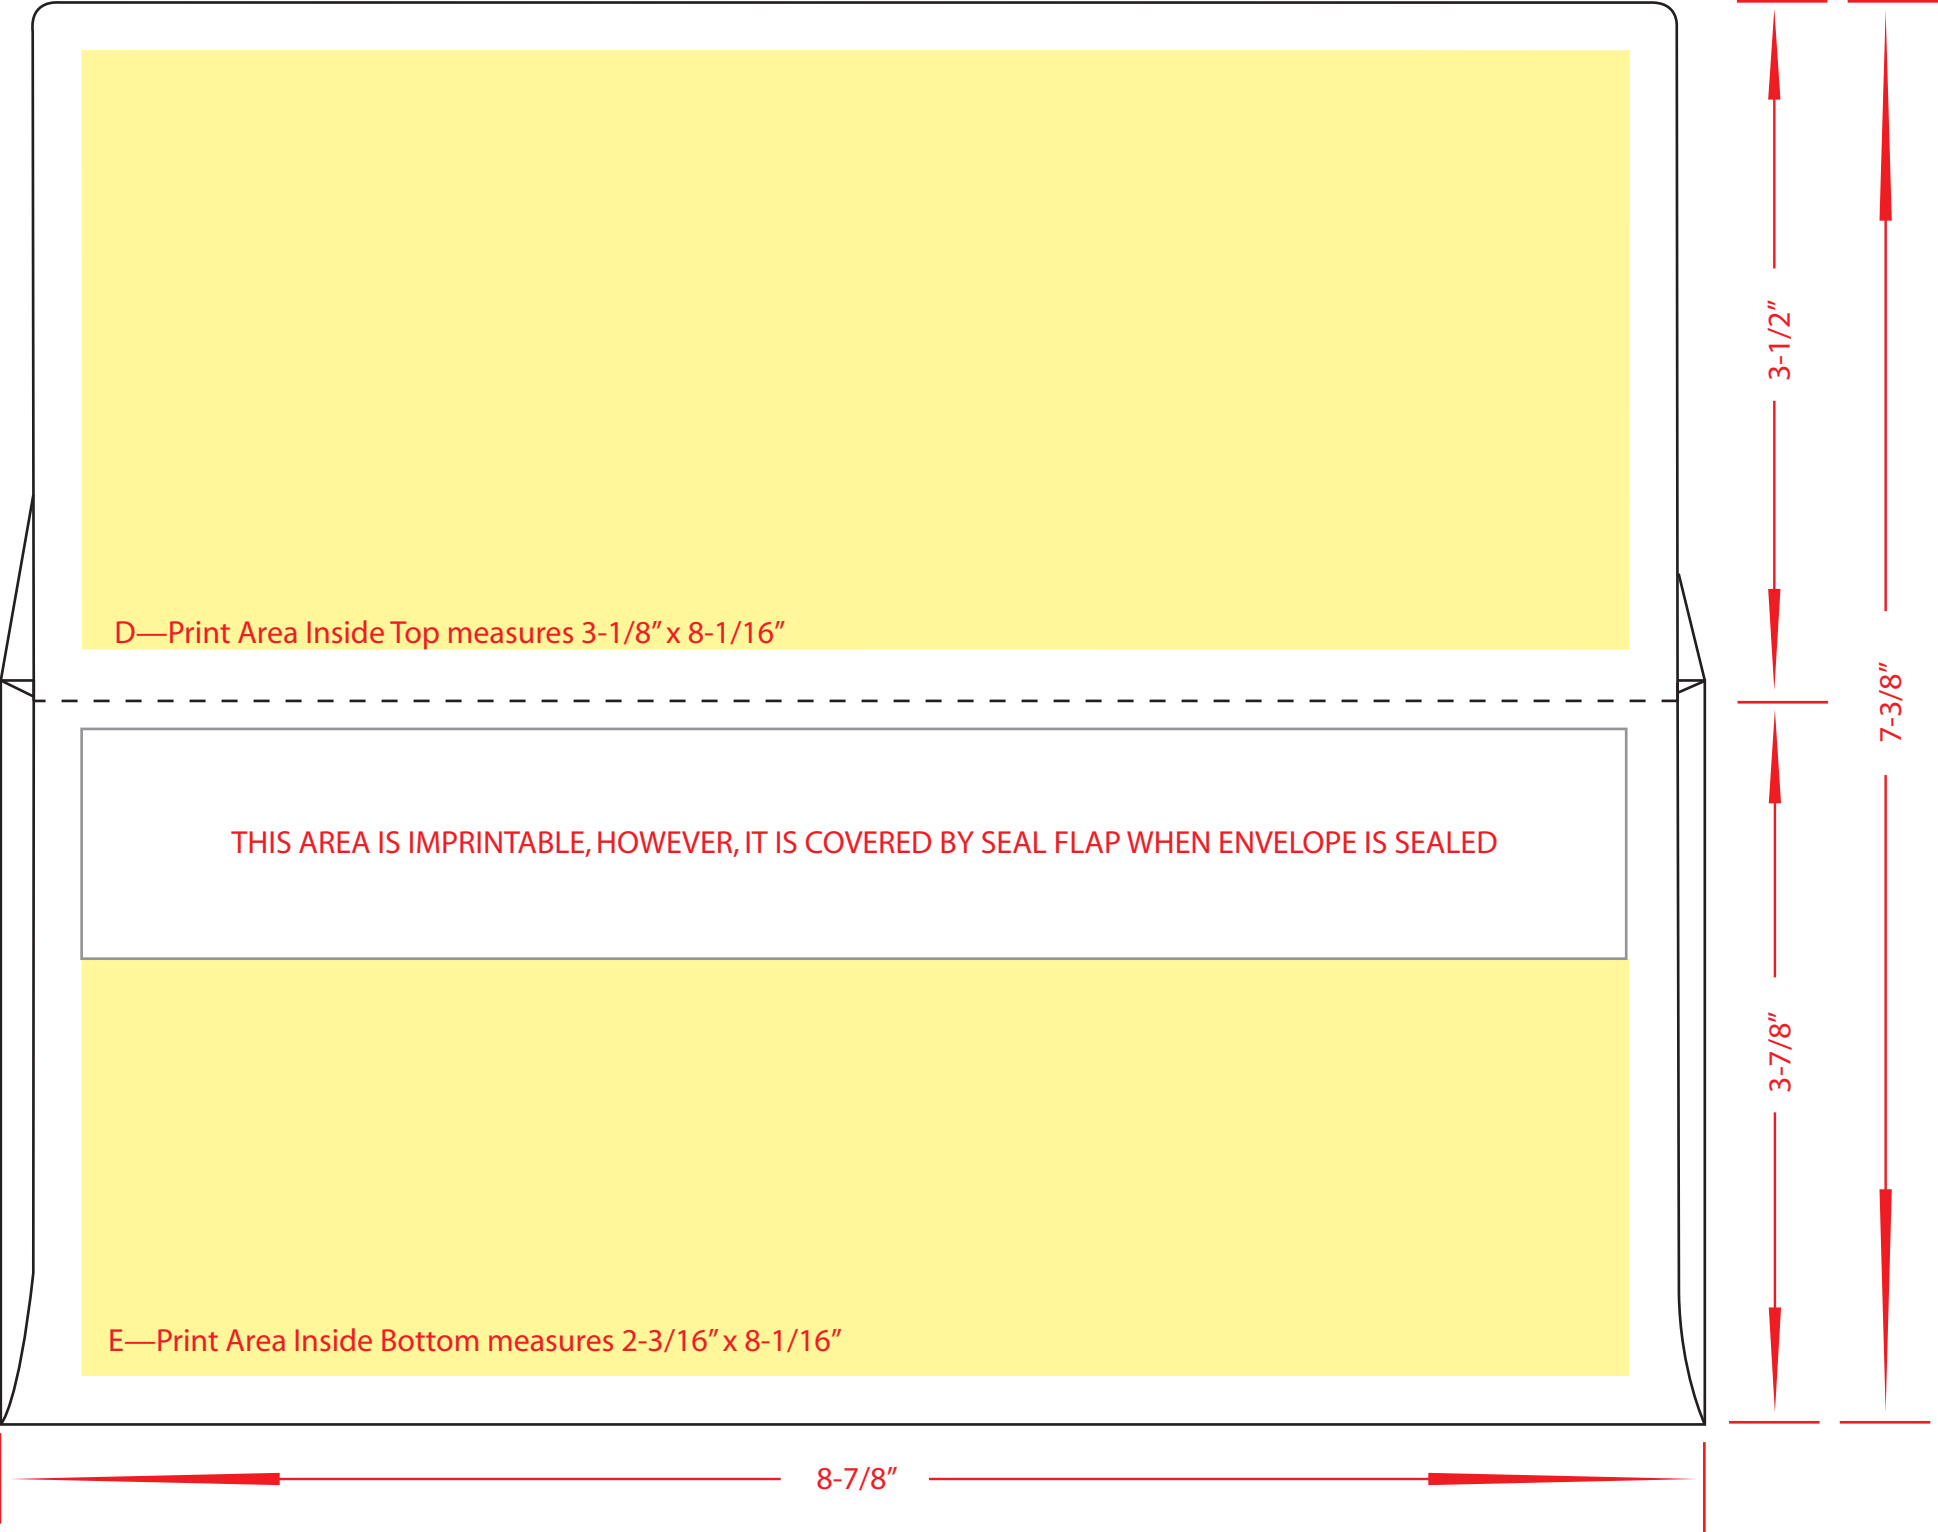 3-1/2”
D—Print Area Inside Top measures 3-1/8” x 8-1/16”
7-3/8”
THIS AREA IS IMPRINTABLE, HOWEVER, IT IS COVERED BY SEAL FLAP WHEN ENVELOPE IS SEALED
3-7/8”
E—Print Area Inside Bottom measures 2-3/16” x 8-1/16”
8-7/8”